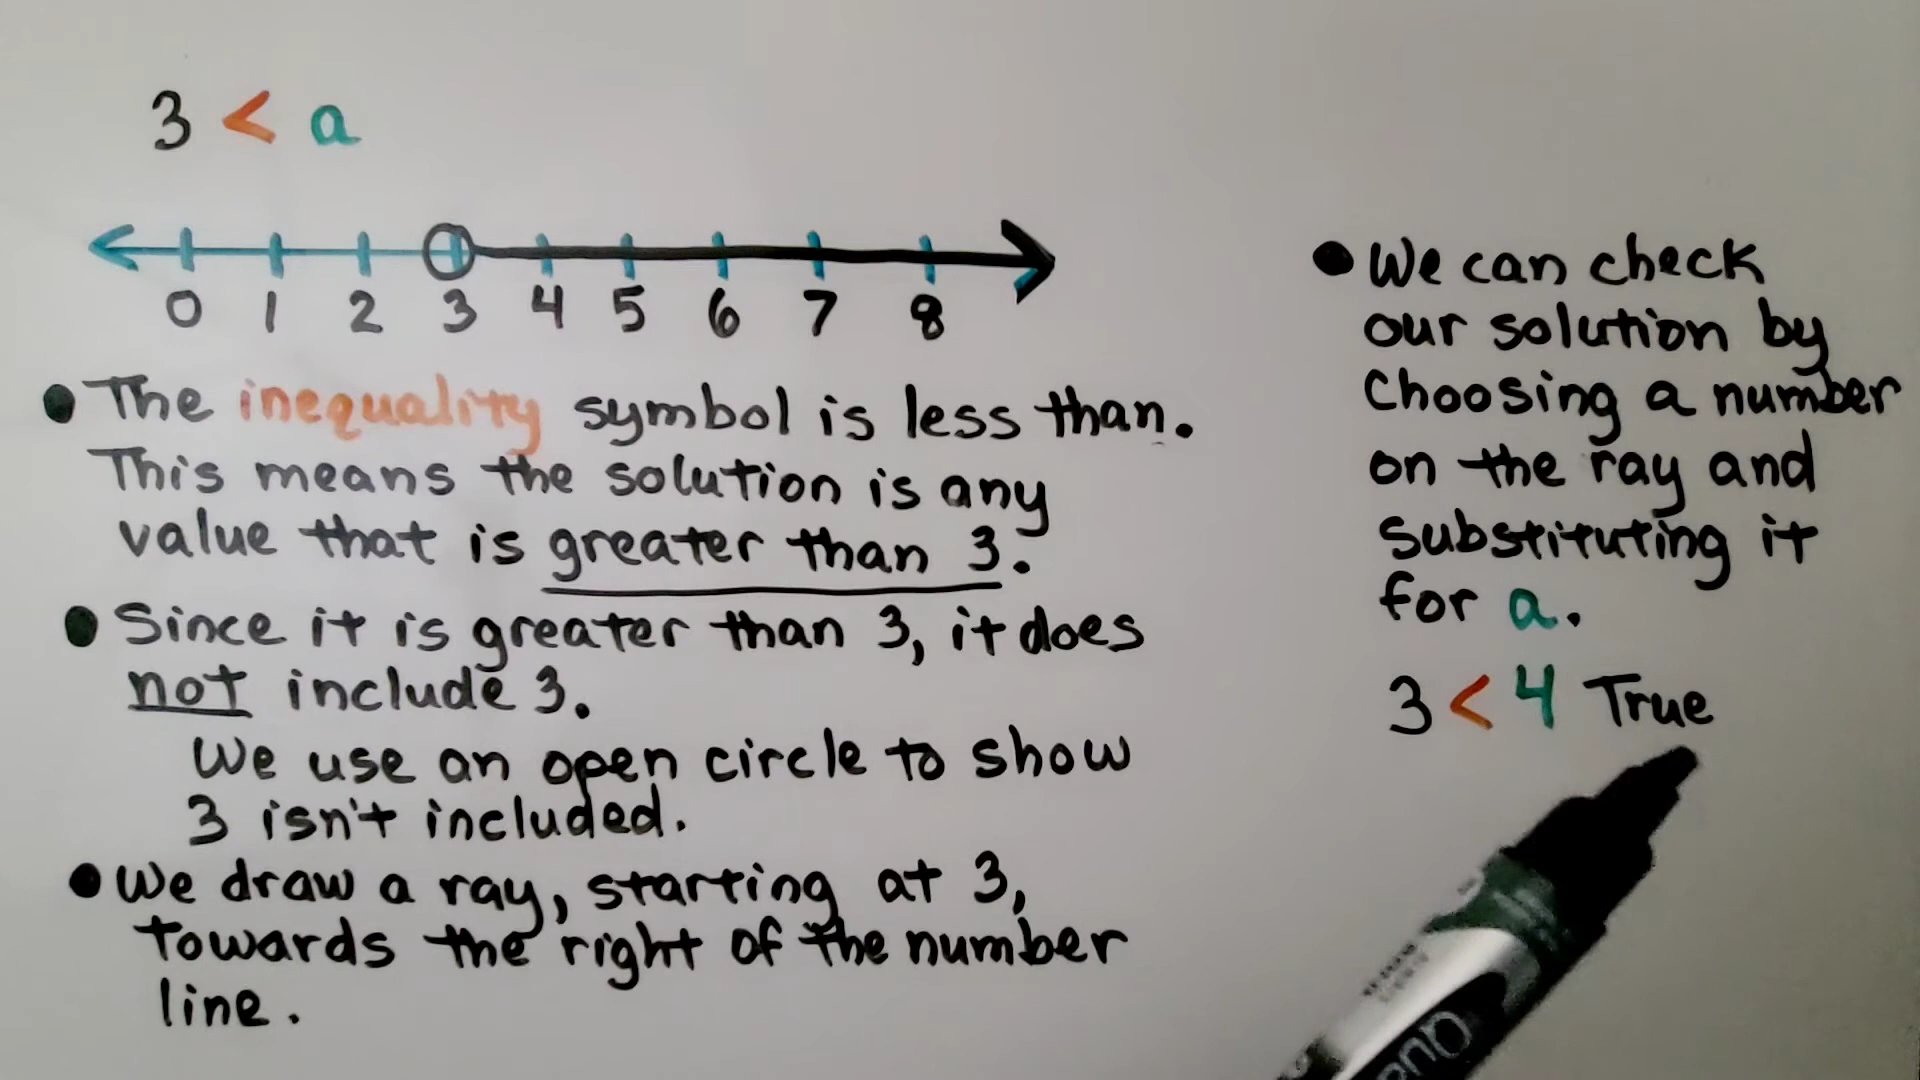 3 < a
0 1 2 3 4 5 6 7 8
• The inequality symbol is less than.
This means the solution is any
value that is greater than 3.
• Since it is greater than 3, it does
not include 3.
We use an open circle to show
3 isn't included.
• We draw a ray, starting at 3,
towards the right of the number
line.
• We can check
our solution by
choosing a number
on the ray and
substituting it
for a.
3 < 4 True